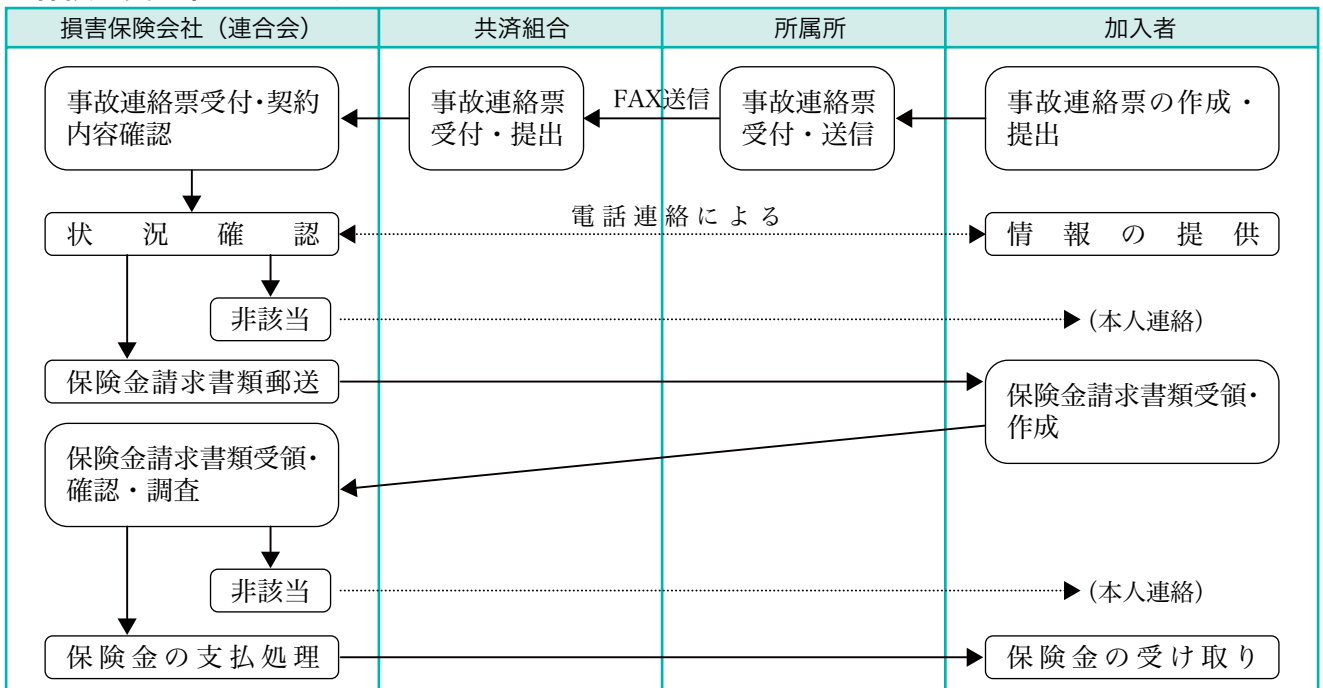 損害保険会社（連合会）
共済組合
所属所
加入者
事故連絡票受付・契約
内容確認
事故連絡票
受付・提出
FAX送信
事故連絡票
受付・送信
事故連絡票の作成・
提出
状況確認
電話連絡による
情報の提供
非該当
(本人連絡)
保険金請求書類郵送
保険金請求書類受領・
作成
保険金請求書類受領・
確認・調査
非該当
(本人連絡)
保険金の支払処理
保険金の受け取り